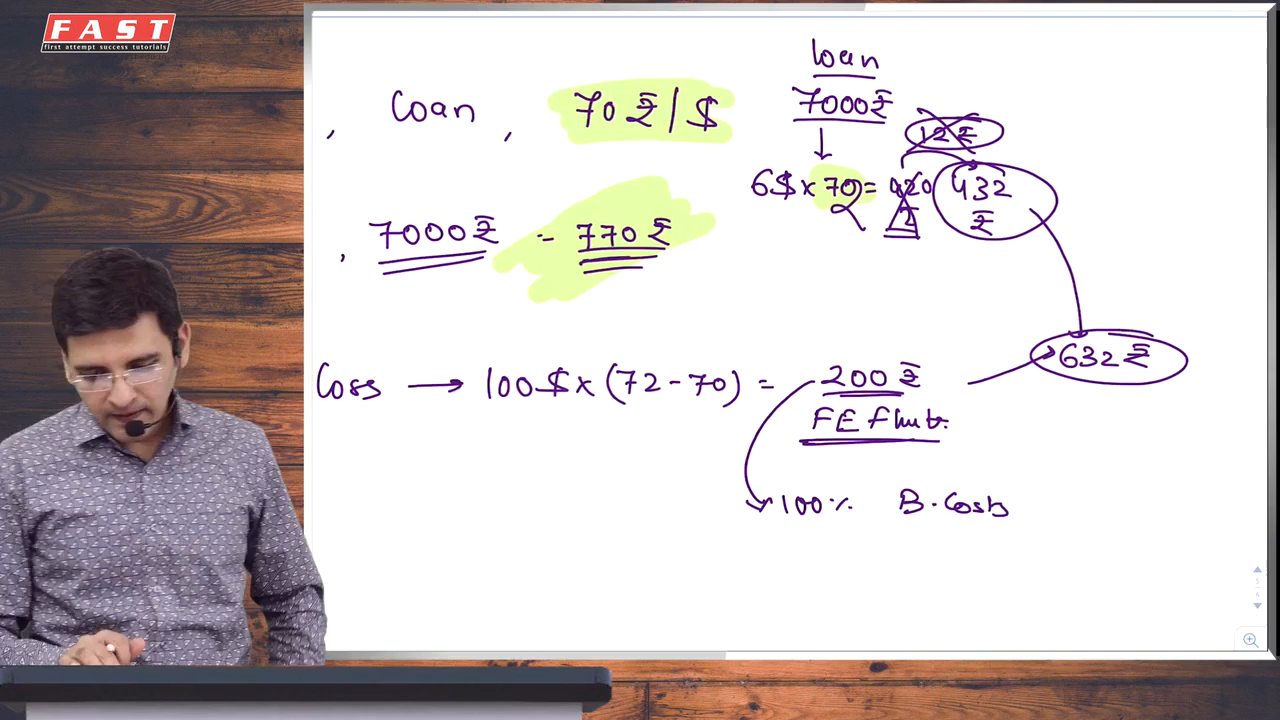 FAST
first attempt success tutorials
loan
7000₹
Loan, 70₹/$
12₹
6$×70= 420 432
₹
7000₹ = 770₹
632₹
Loss → 100$×(72-70) = 200₹
FE fluct.
100% B.Costs